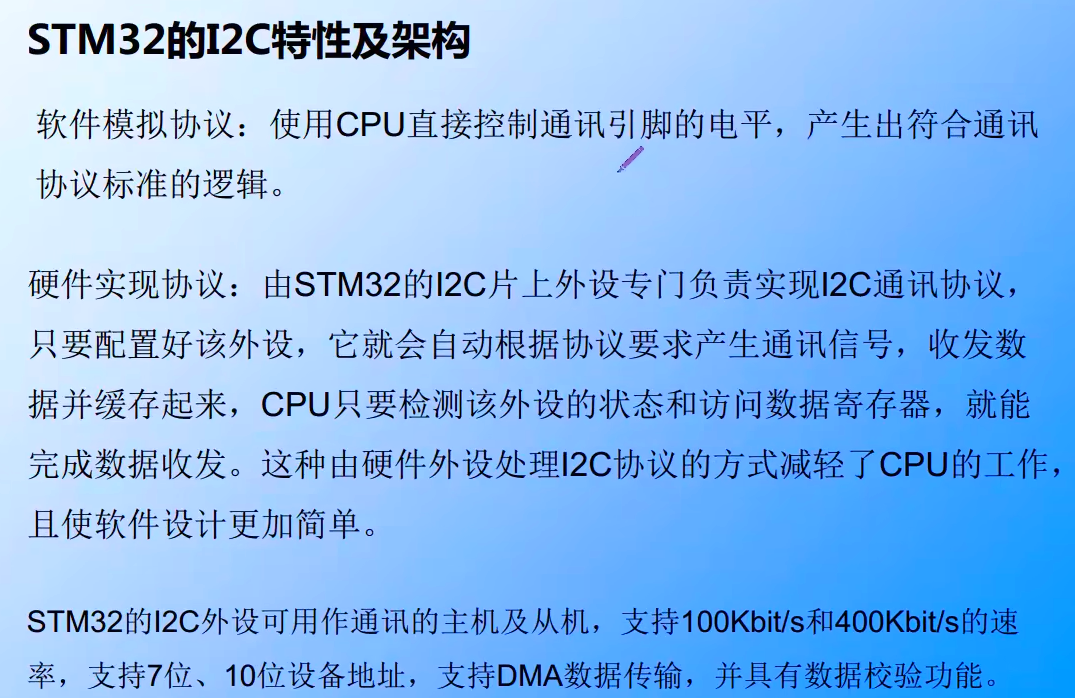 STM32的I2C特性及架构
软件模拟协议：使用CPU直接控制通讯引脚的电平，产生出符合通讯
协议标准的逻辑。
硬件实现协议：由STM32的I2C片上外设专门负责实现I2C通讯协议，
只要配置好该外设，它就会自动根据协议要求产生通讯信号，收发数
据并缓存起来，CPU只要检测该外设的状态和访问数据寄存器，就能
完成数据收发。这种由硬件外设处理I2C协议的方式减轻了CPU的工作，
且使软件设计更加简单。
STM32的I2C外设可用作通讯的主机及从机，支持100Kbit/s和400Kbit/s的速
率，支持7位、10位设备地址，支持DMA数据传输，并具有数据校验功能。